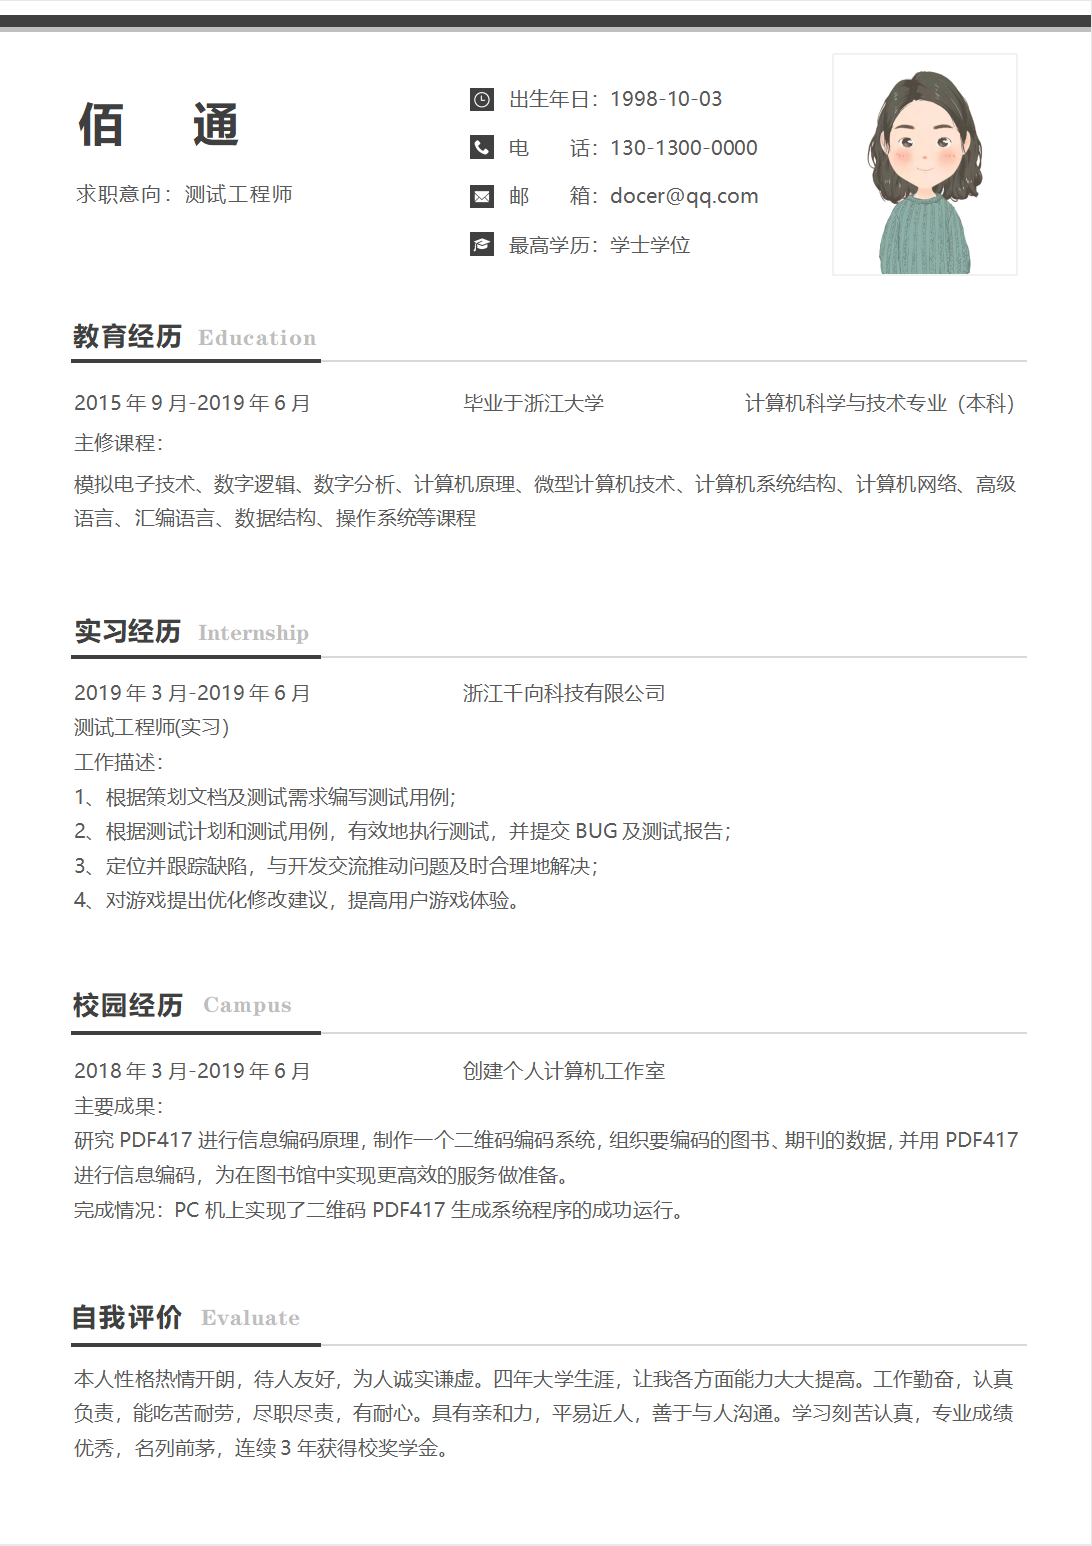 佰 通
求职意向：测试工程师
出生年日：1998-10-03
电 话：130-1300-0000
邮 箱：docer@qq.com
最高学历：学士学位
教育经历 Education
2015 年 9 月-2019 年 6 月 毕业于浙江大学 计算机科学与技术专业（本科）
主修课程：
模拟电子技术、数字逻辑、数字分析、计算机原理、微型计算机技术、计算机系统结构、计算机网络、高级
语言、汇编语言、数据结构、操作系统等课程
实习经历 Internship
2019 年 3 月-2019 年 6 月 浙江千向科技有限公司
测试工程师(实习)
工作描述：
1、根据策划文档及测试需求编写测试用例；
2、根据测试计划和测试用例，有效地执行测试，并提交 BUG 及测试报告；
3、定位并跟踪缺陷，与开发交流推动问题及时合理地解决；
4、对游戏提出优化修改建议，提高用户游戏体验。
校园经历 Campus
2018 年 3 月-2019 年 6 月 创建个人计算机工作室
主要成果：
研究 PDF417 进行信息编码原理，制作一个二维码编码系统，组织要编码的图书、期刊的数据，并用 PDF417
进行信息编码，为在图书馆中实现更高效的服务做准备。
完成情况：PC 机上实现了二维码 PDF417 生成系统程序的成功运行。
自我评价 Evaluate
本人性格热情开朗，待人友好，为人诚实谦虚。四年大学生涯，让我各方面能力大大提高。工作勤奋，认真
负责，能吃苦耐劳，尽职尽责，有耐心。具有亲和力，平易近人，善于与人沟通。学习刻苦认真，专业成绩
优秀，名列前茅，连续 3 年获得校奖学金。